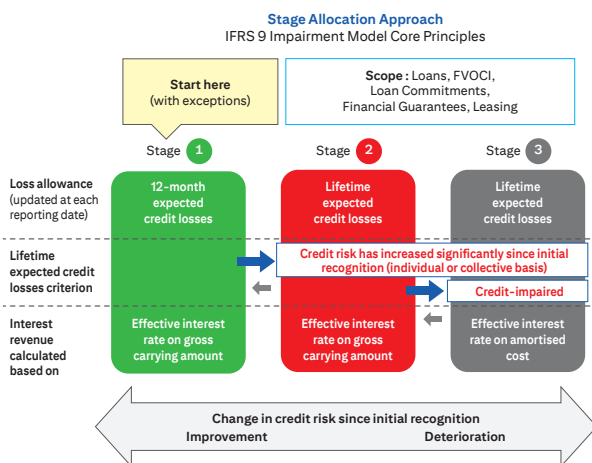 Stage Allocation Approach
IFRS 9 Impairment Model Core Principles
Start here
(with exceptions)
Scope : Loans, FVOCI,
Loan Commitments,
Financial Guarantees, Leasing
Stage 1
Stage 2
Stage 3
Loss allowance
(updated at each
reporting date)
12-month
expected
credit losses
Lifetime
expected
credit losses
Lifetime
expected
credit losses
Lifetime
expected credit
losses criterion
Credit risk has increased significantly since initial
recognition (individual or collective basis)
Credit-impaired
Interest
revenue
calculated
based on
Effective interest
rate on gross
carrying amount
Effective interest
rate on gross
carrying amount
Effective interest
rate on amortised
cost
Change in credit risk since initial recognition
Improvement
Deterioration